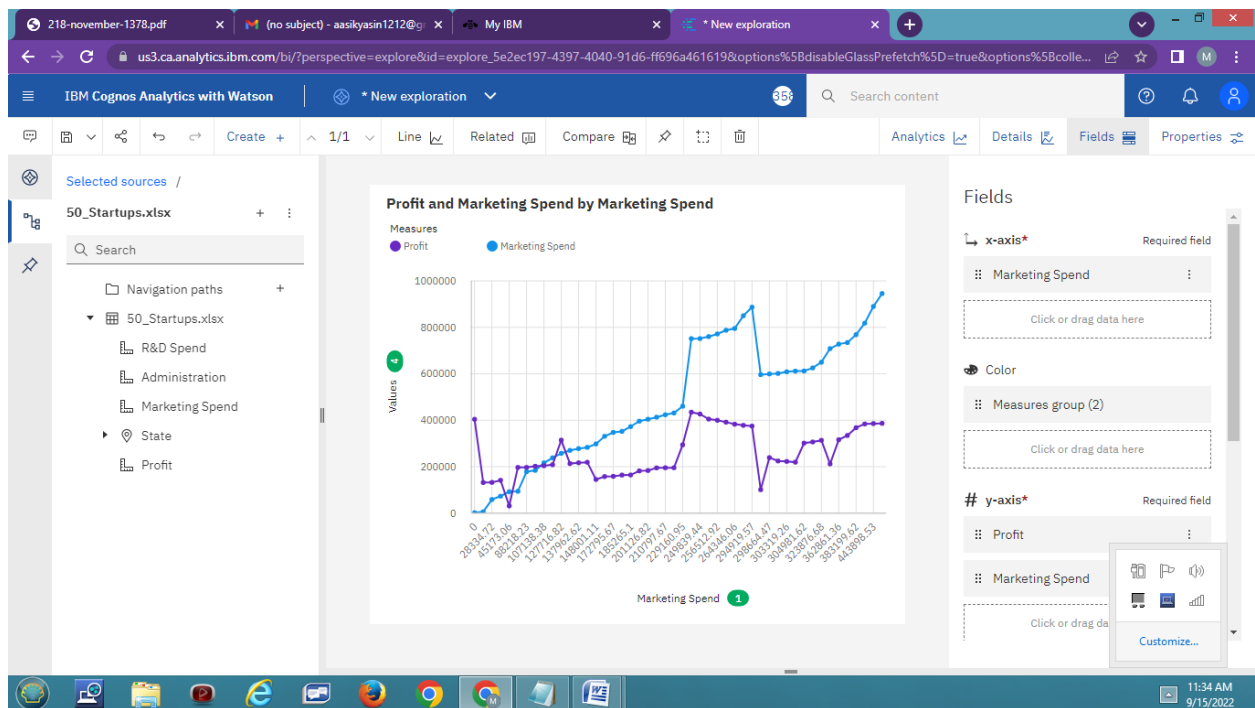 218-november-1378.pdf
(no subject) - aasikyasin1212@g
My IBM
* New exploration
us3.ca.analytics.ibm.com/bi/?perspective=explore&id=explore_5e2ec197-4397-4040-91d6-ff696a461619&options%5BdisableGlassPrefetch%5D=true&options%5Bcolle...
M
IBM Cognos Analytics with Watson
* New exploration
358
Search content
Create +
1/1
Line
Related
Compare
Analytics
Details
Fields
Properties
Selected sources /
50_Startups.xlsx
Search
Navigation paths
50_Startups.xlsx
R&D Spend
Administration
Marketing Spend
State
Profit
Profit and Marketing Spend by Marketing Spend
Measures
Profit
Marketing Spend
1000000
800000
600000
400000
200000
0
Values
4
0
28334.72
45173.06
88218.23
107138.38
127716.82
137962.62
148001.11
172795.67
185265.1
201126.82
210797.67
229160.95
249839.44
256512.92
264346.06
294919.57
298664.47
303319.26
304981.62
323876.68
362861.36
383199.62
443898.53
Marketing Spend 1
Fields
x-axis*
Required field
Marketing Spend
Click or drag data here
Color
Measures group (2)
Click or drag data here
# y-axis*
Required field
Profit
Marketing Spend
Click or drag da
Customize...
11:34 AM
9/15/2022